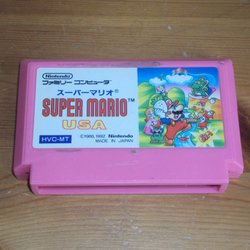 Nintendo
ファミリーコンピュータ
スーパーマリオ®
SUPER MARIO™
USA
©1988, 1992 Nintendo
MADE IN JAPAN
HVC-MT